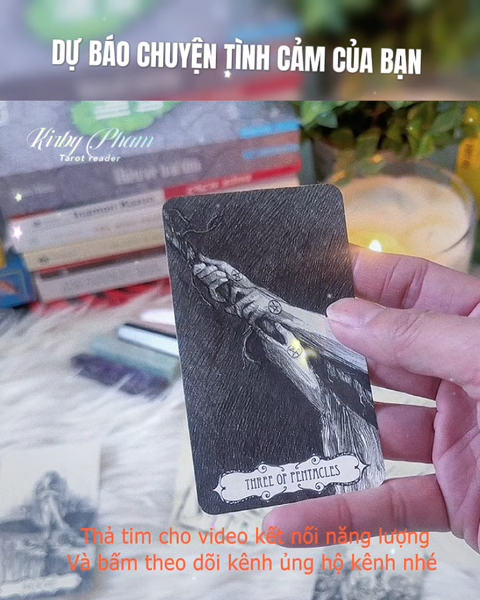 DỰ BÁO CHUYỆN TÌNH CẢM CỦA BẠN
Kirby Pham
Tarot reader
THREE OF PENTACLES
Thả tim cho video kết nối năng lượng
Và bấm theo dõi kênh ủng hộ kênh nhé